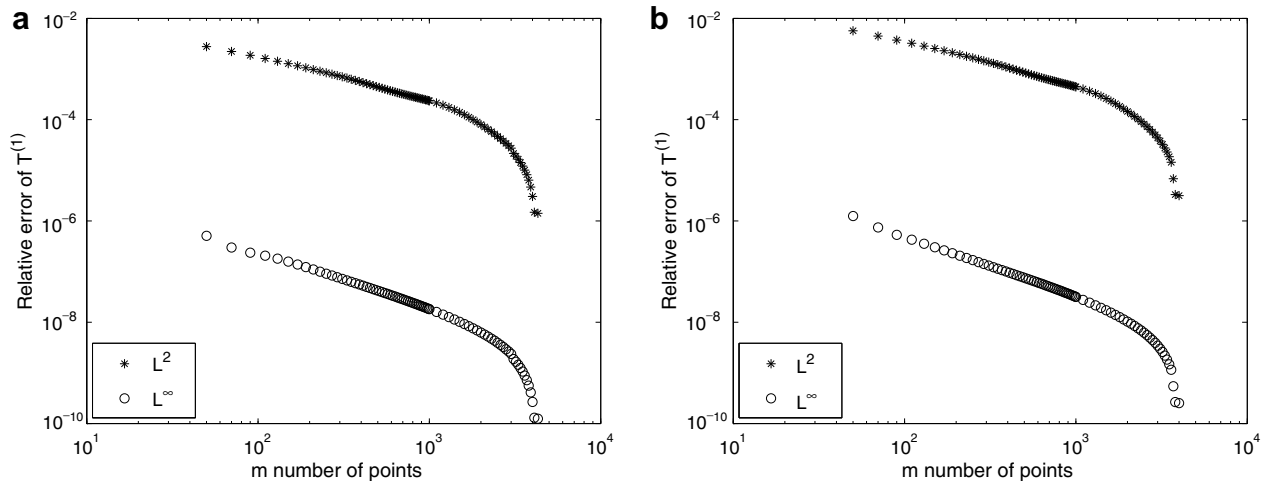 a
Relative error of T^(1)
10^-2
10^-4
10^-6
10^-8
10^-10
10^1
10^2
10^3
10^4
m number of points
L^2
L^∞
b
Relative error of T^(1)
10^-2
10^-4
10^-6
10^-8
10^-10
10^1
10^2
10^3
10^4
m number of points
L^2
L^∞